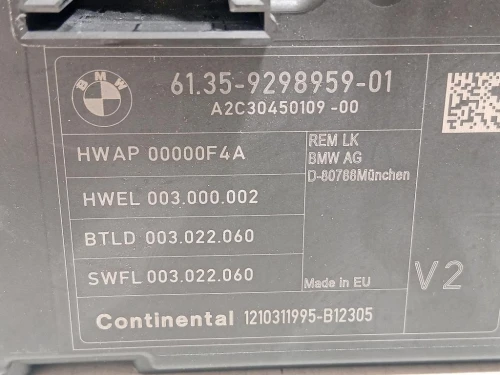 BMW
61.35-9298959-01
A2C30450109-00
HWAP 00000F4A
REM LK
BMW AG
D-80788München
HWEL 003.000.002
BTLD 003.022.060
SWFL 003.022.060
Made in EU
V2
Continental 1210311995-B12305